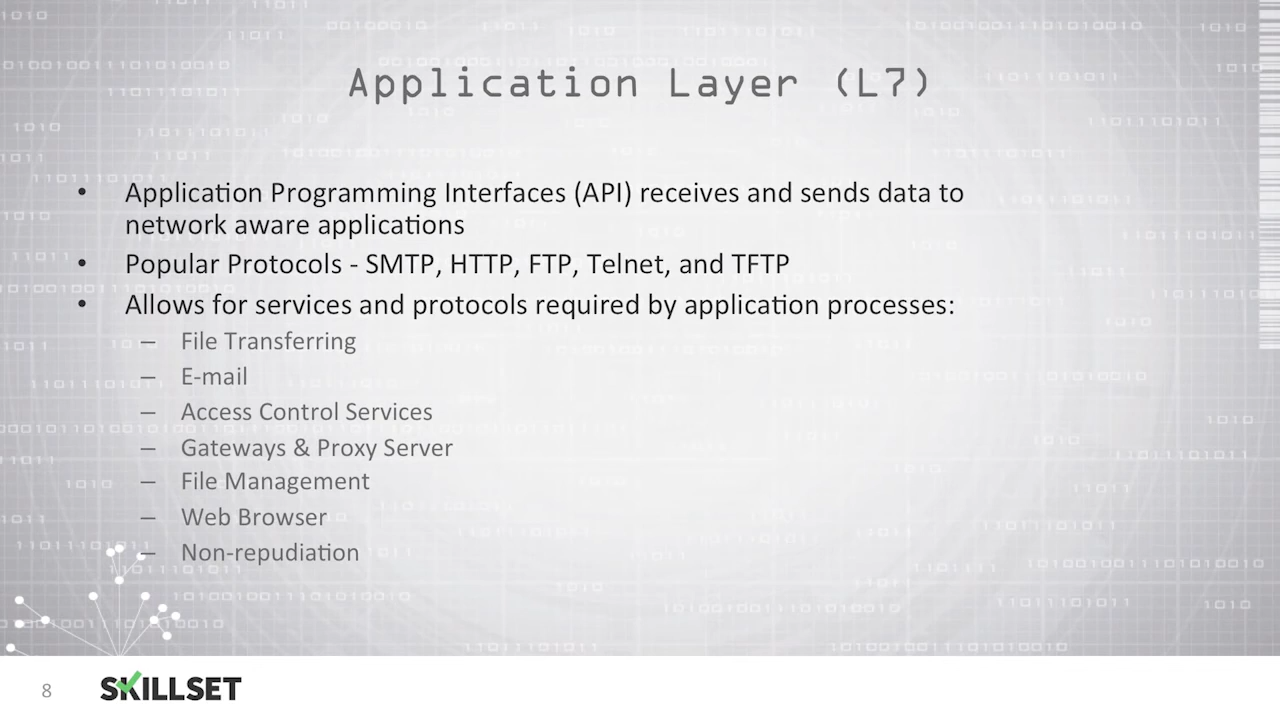 Application Layer (L7)
• Application Programming Interfaces (API) receives and sends data to
network aware applications
• Popular Protocols - SMTP, HTTP, FTP, Telnet, and TFTP
• Allows for services and protocols required by application processes:
– File Transferring
– E-mail
– Access Control Services
– Gateways & Proxy Server
– File Management
– Web Browser
– Non-repudiation
8
SKILLSET